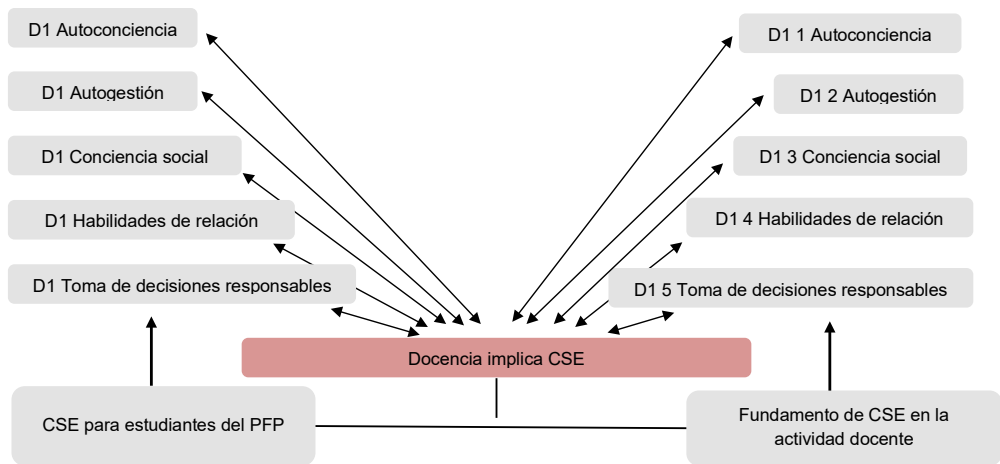 D1 Autoconciencia
D1 Autogestión
D1 Conciencia social
D1 Habilidades de relación
D1 Toma de decisiones responsables
D1 1 Autoconciencia
D1 2 Autogestión
D1 3 Conciencia social
D1 4 Habilidades de relación
D1 5 Toma de decisiones responsables
Docencia implica CSE
CSE para estudiantes del PFP
Fundamento de CSE en la
actividad docente